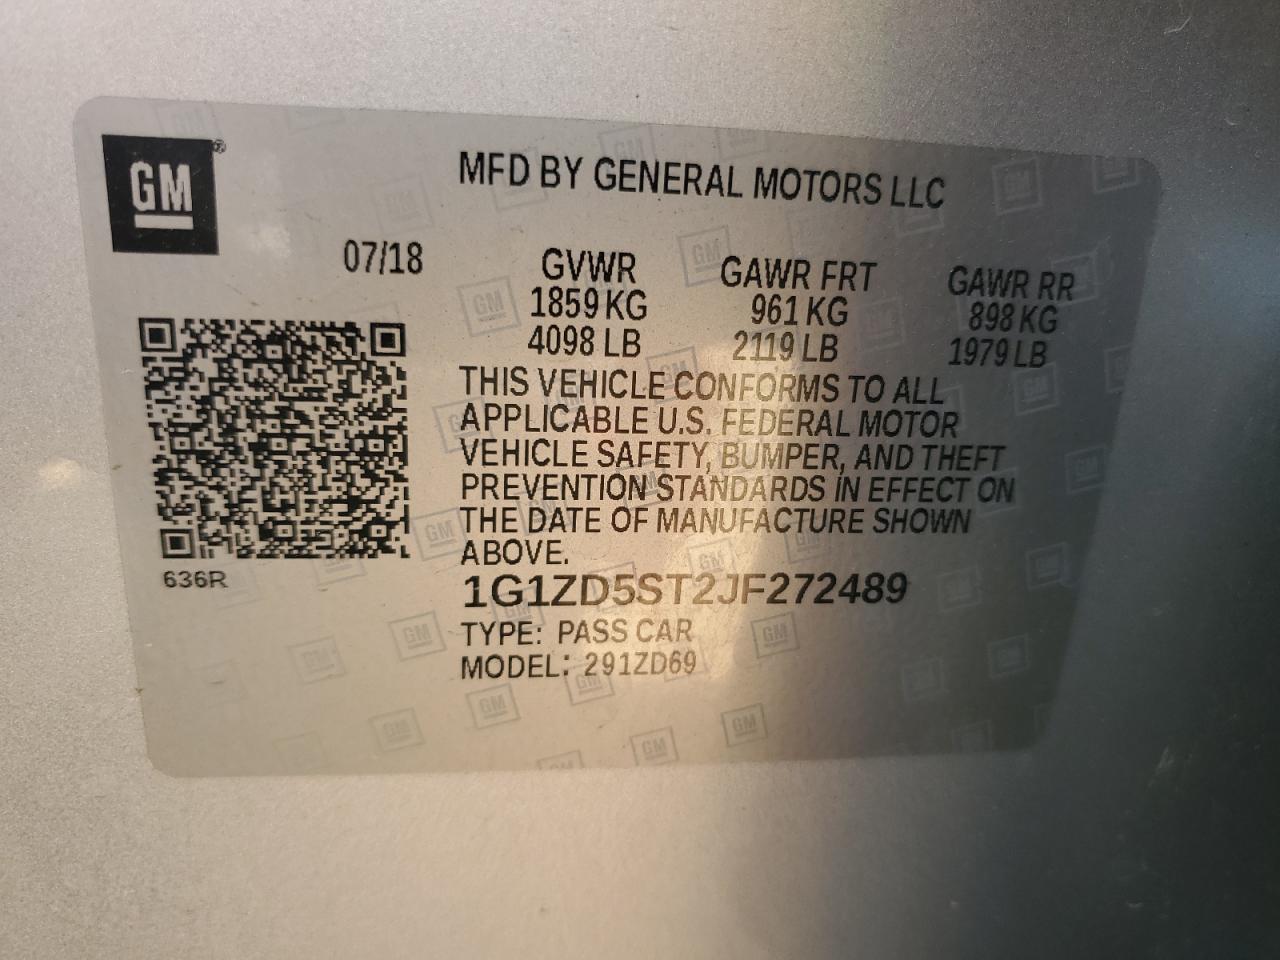 GM®
MFD BY GENERAL MOTORS LLC
07/18
GVWR GAWR FRT GAWR RR
1859 KG 961 KG 898 KG
4098 LB 2119 LB 1979 LB
THIS VEHICLE CONFORMS TO ALL
APPLICABLE U.S. FEDERAL MOTOR
VEHICLE SAFETY, BUMPER, AND THEFT
PREVENTION STANDARDS IN EFFECT ON
THE DATE OF MANUFACTURE SHOWN
ABOVE.
636R
1G1ZD5ST2JF272489
TYPE: PASS CAR
MODEL: 291ZD69